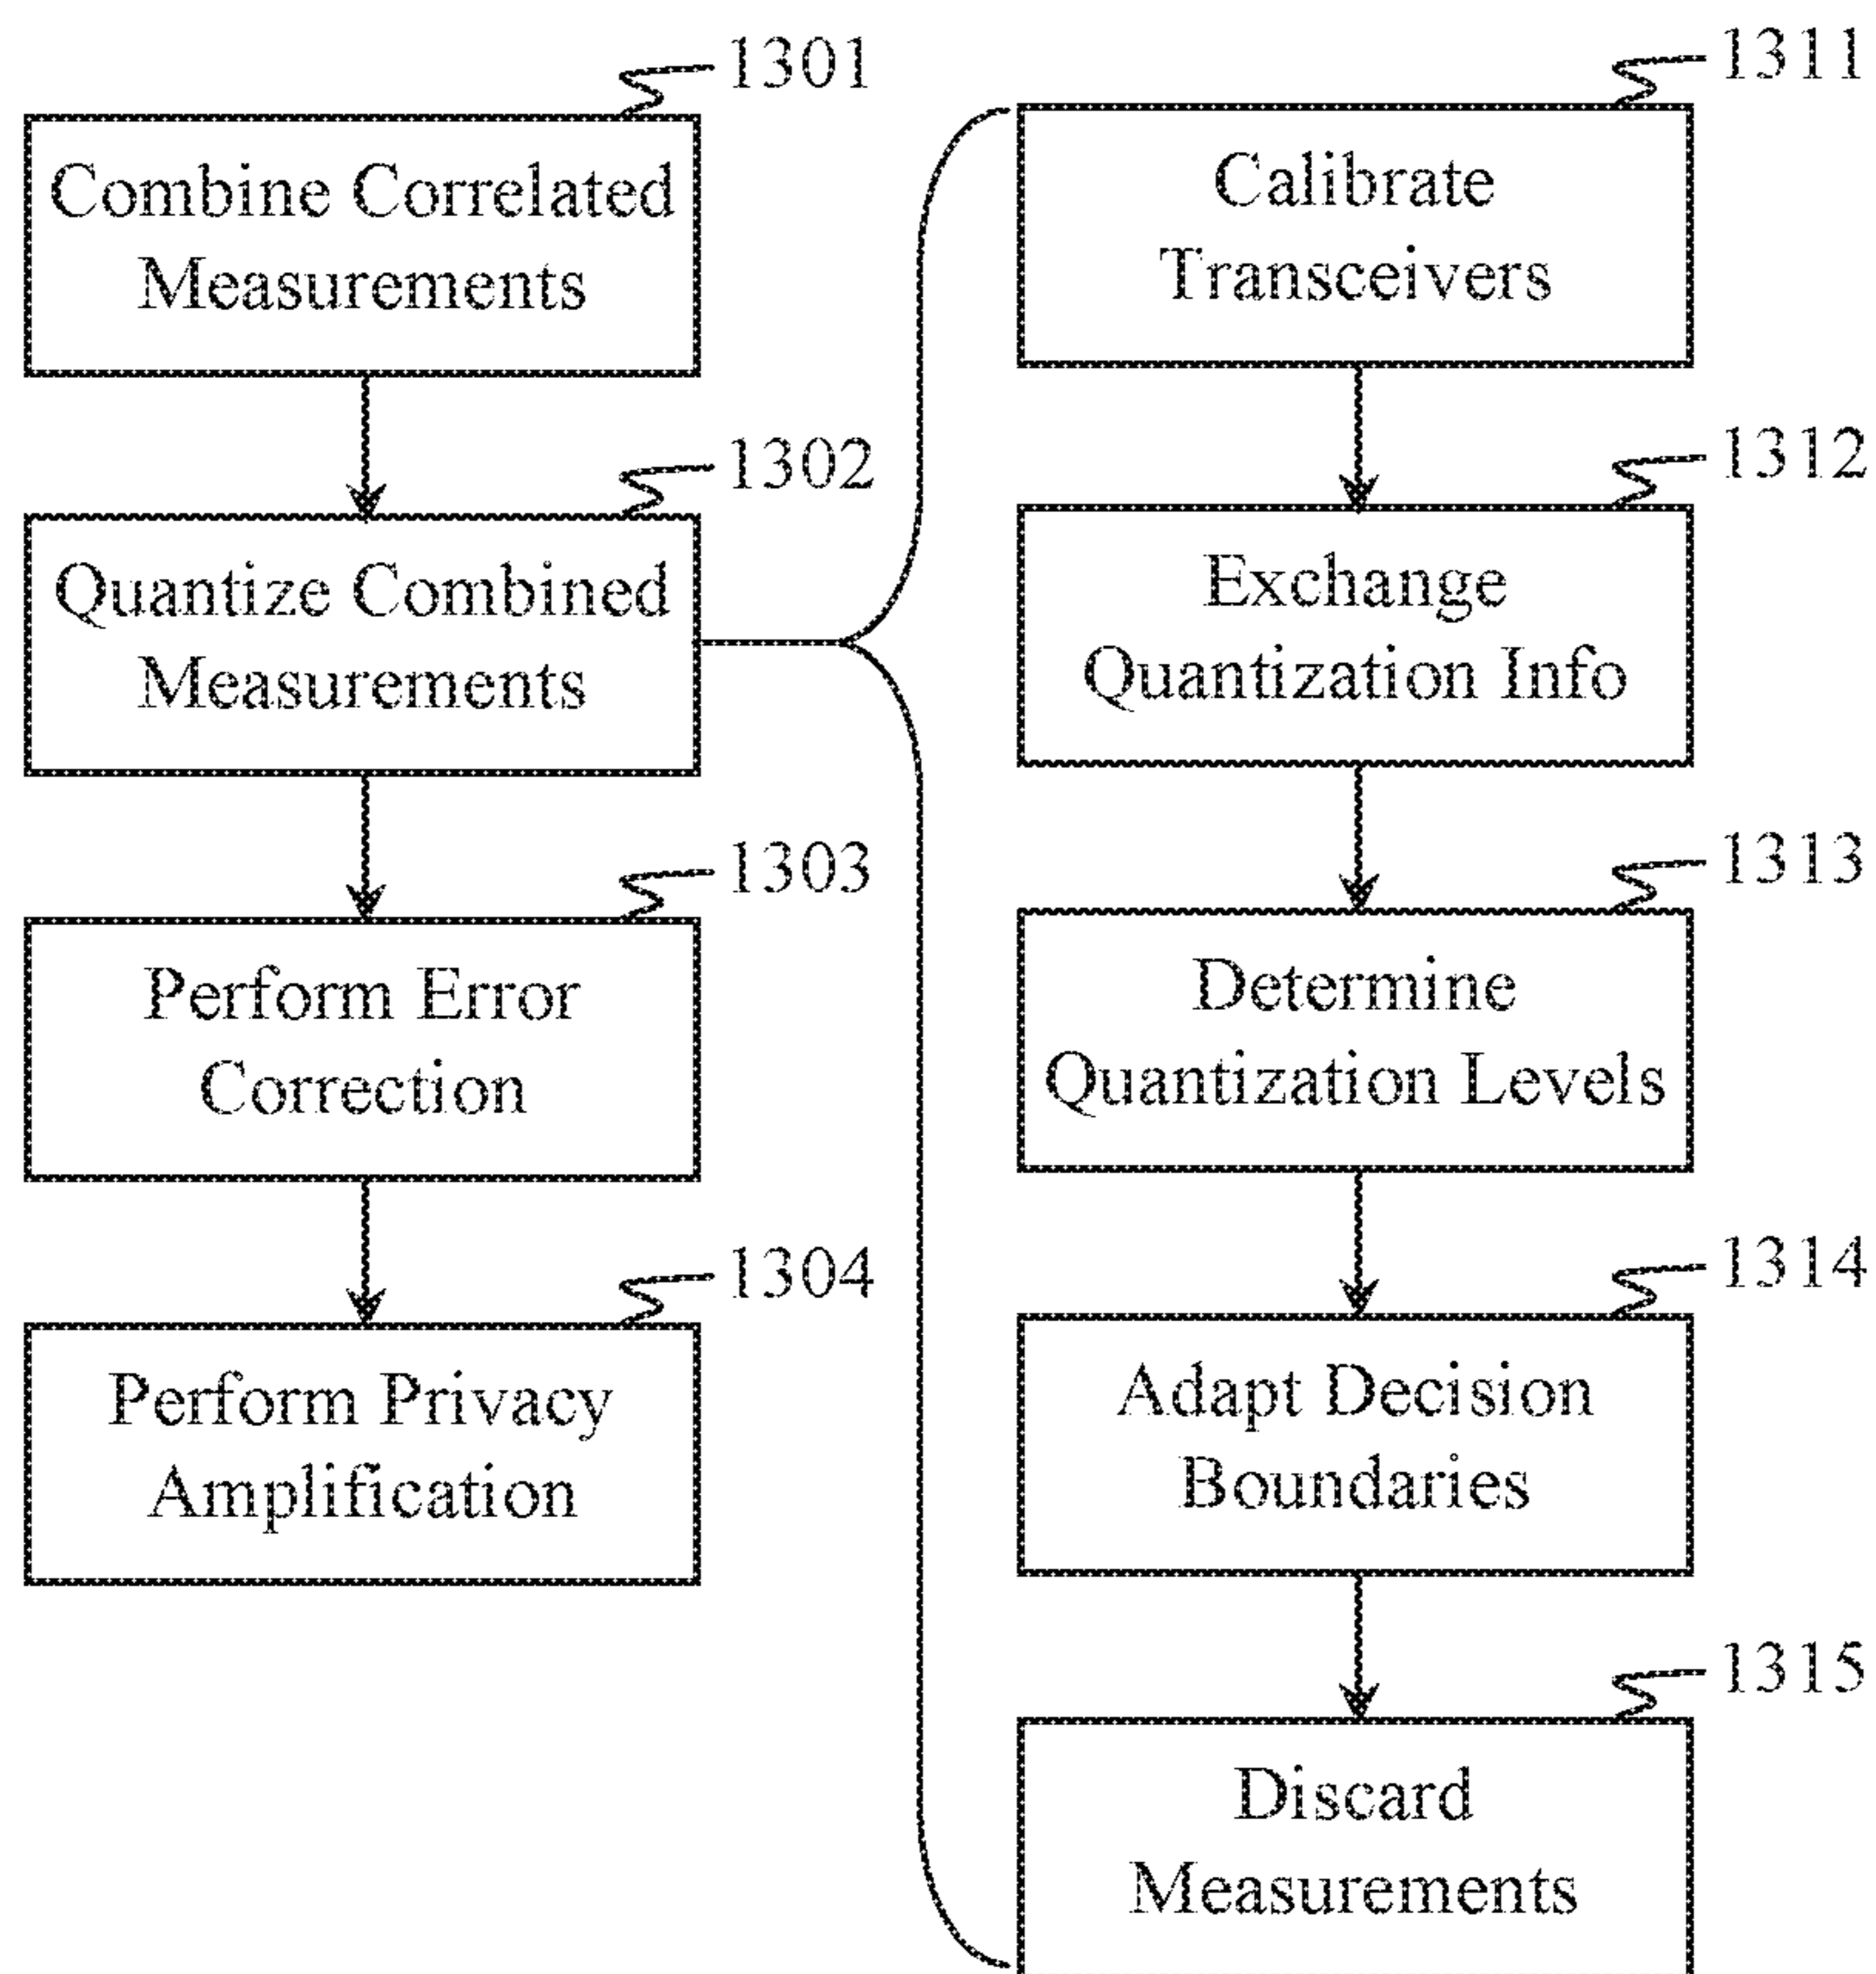 1301
Combine Correlated
Measurements
1302
Quantize Combined
Measurements
1303
Perform Error
Correction
1304
Perform Privacy
Amplification
1311
Calibrate
Transceivers
1312
Exchange
Quantization Info
1313
Determine
Quantization Levels
1314
Adapt Decision
Boundaries
1315
Discard
Measurements